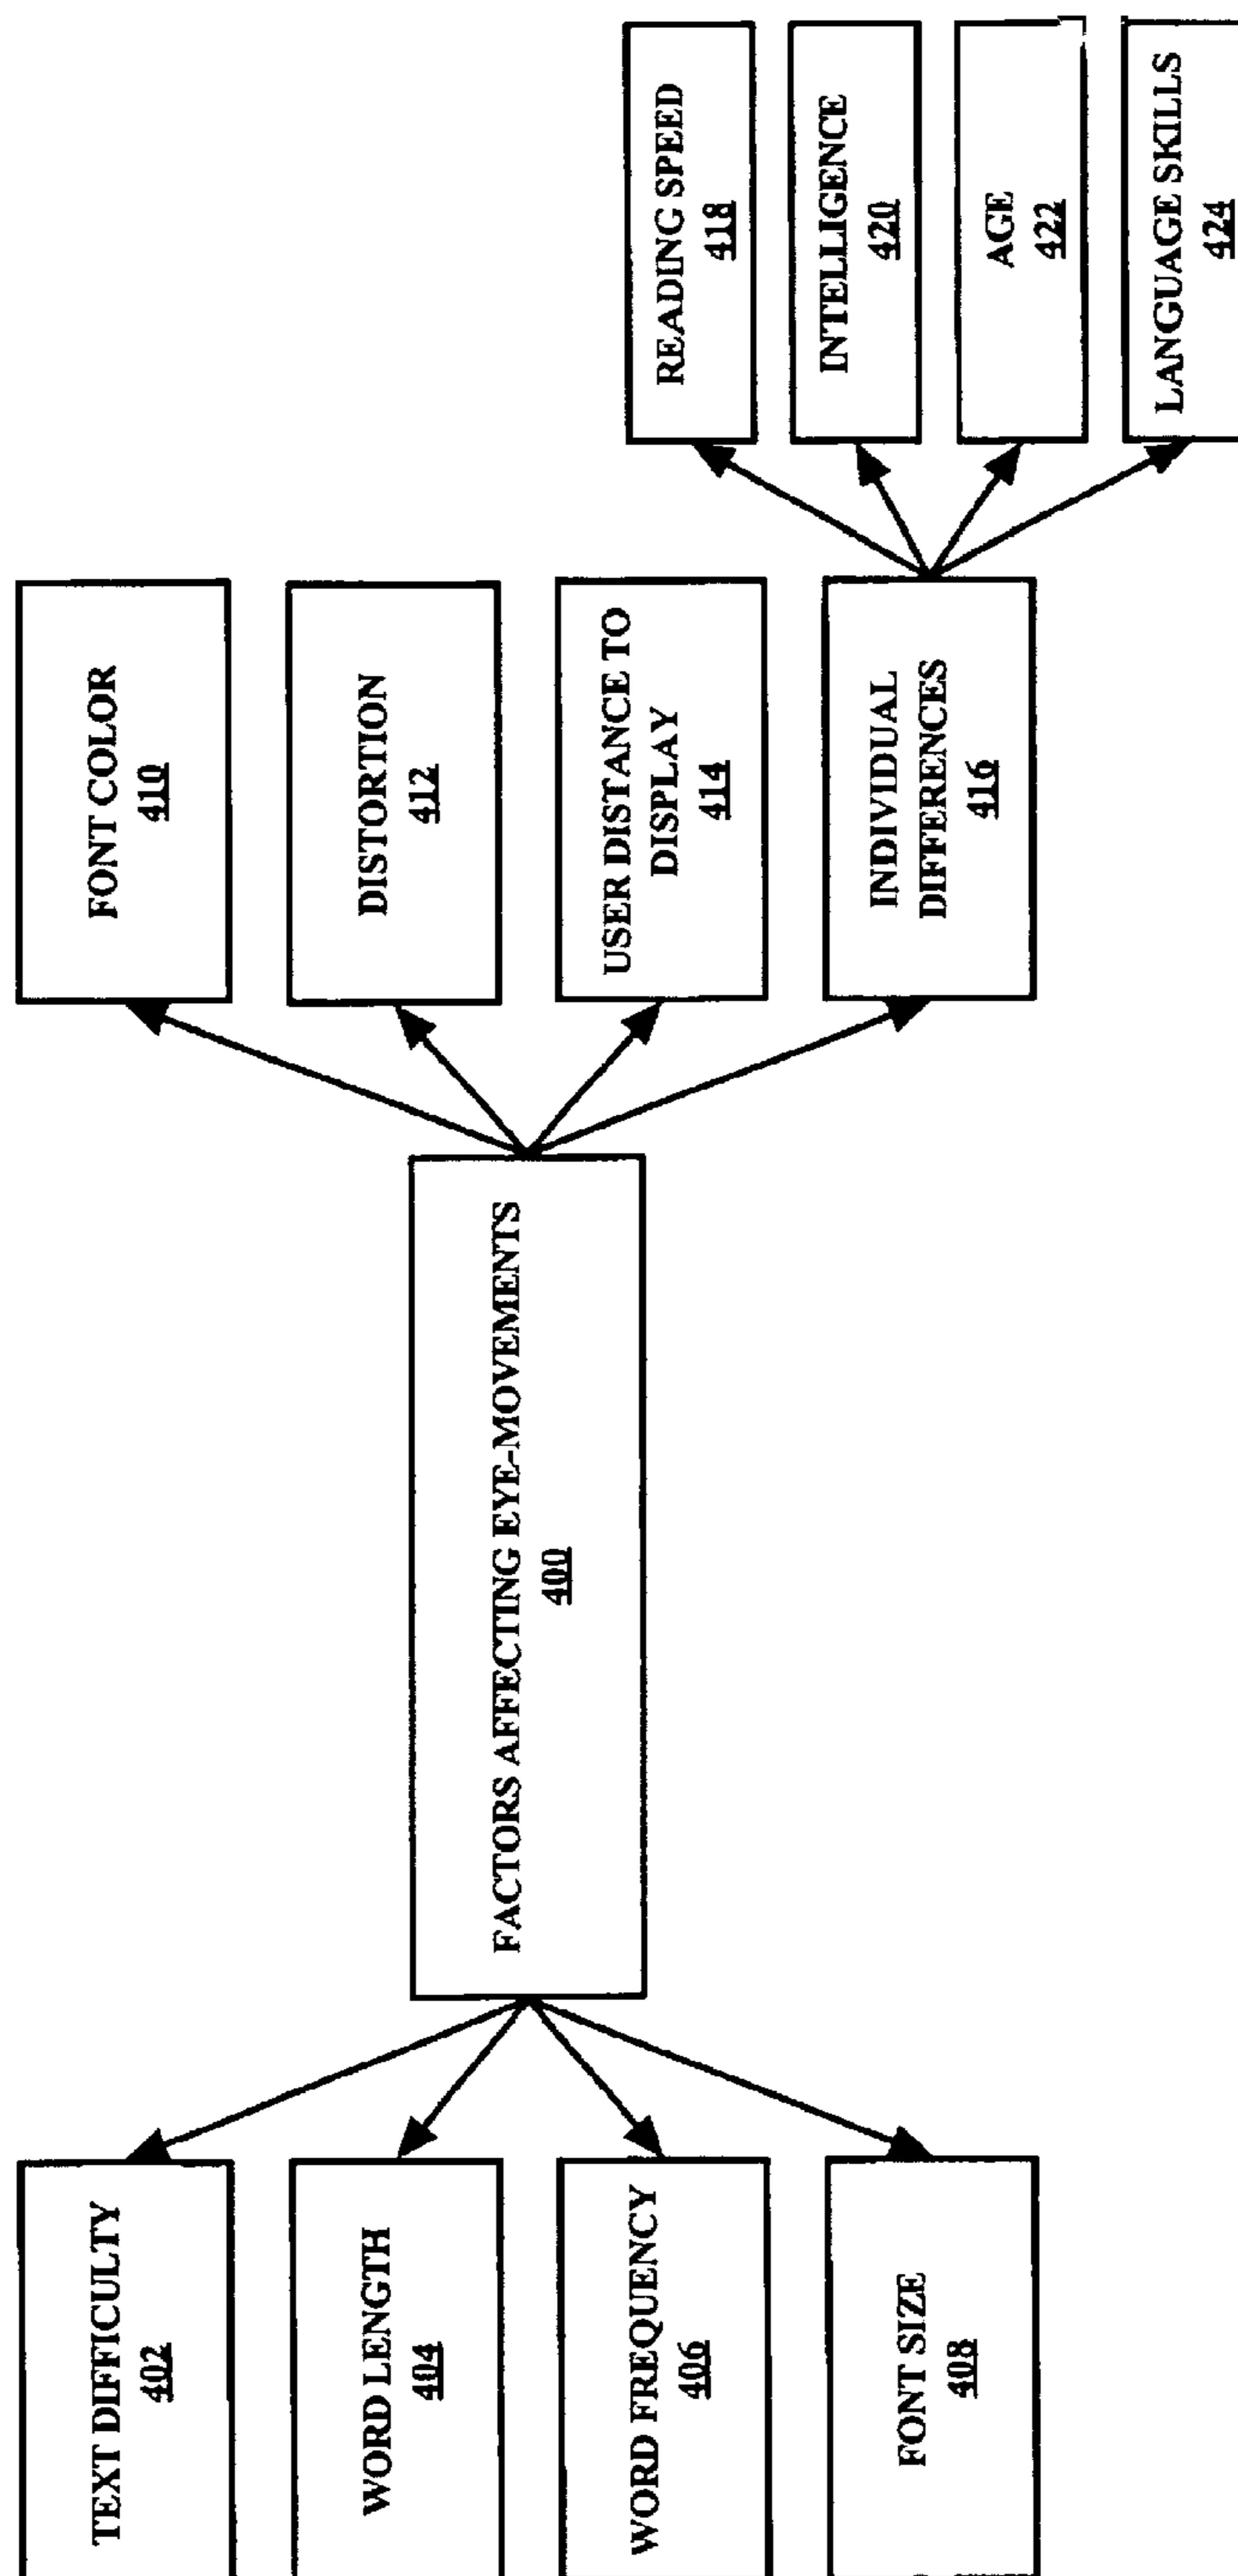 TEXT DIFFICULTY
402
WORD LENGTH
404
WORD FREQUENCY
406
FONT SIZE
408
FACTORS AFFECTING EYE-MOVEMENTS
400
FONT COLOR
410
DISTORTION
412
USER DISTANCE TO
DISPLAY
414
INDIVIDUAL
DIFFERENCES
416
READING SPEED
418
INTELLIGENCE
420
AGE
422
LANGUAGE SKILLS
424